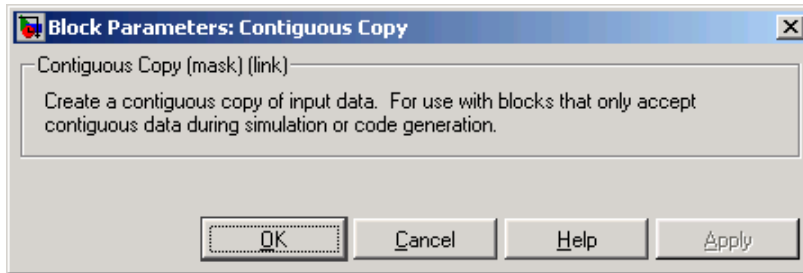 Block Parameters: Contiguous Copy
Contiguous Copy (mask) (link)
Create a contiguous copy of input data. For use with blocks that only accept
contiguous data during simulation or code generation.
OK Cancel Help Apply